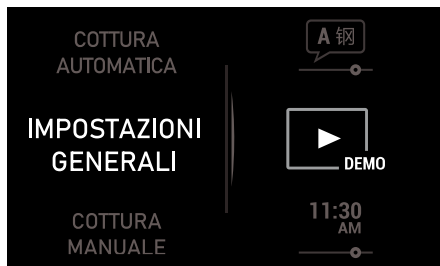 COTTURA
AUTOMATICA
A 钢
IMPOSTAZIONI
GENERALI
DEMO
COTTURA
MANUALE
11:30
AM